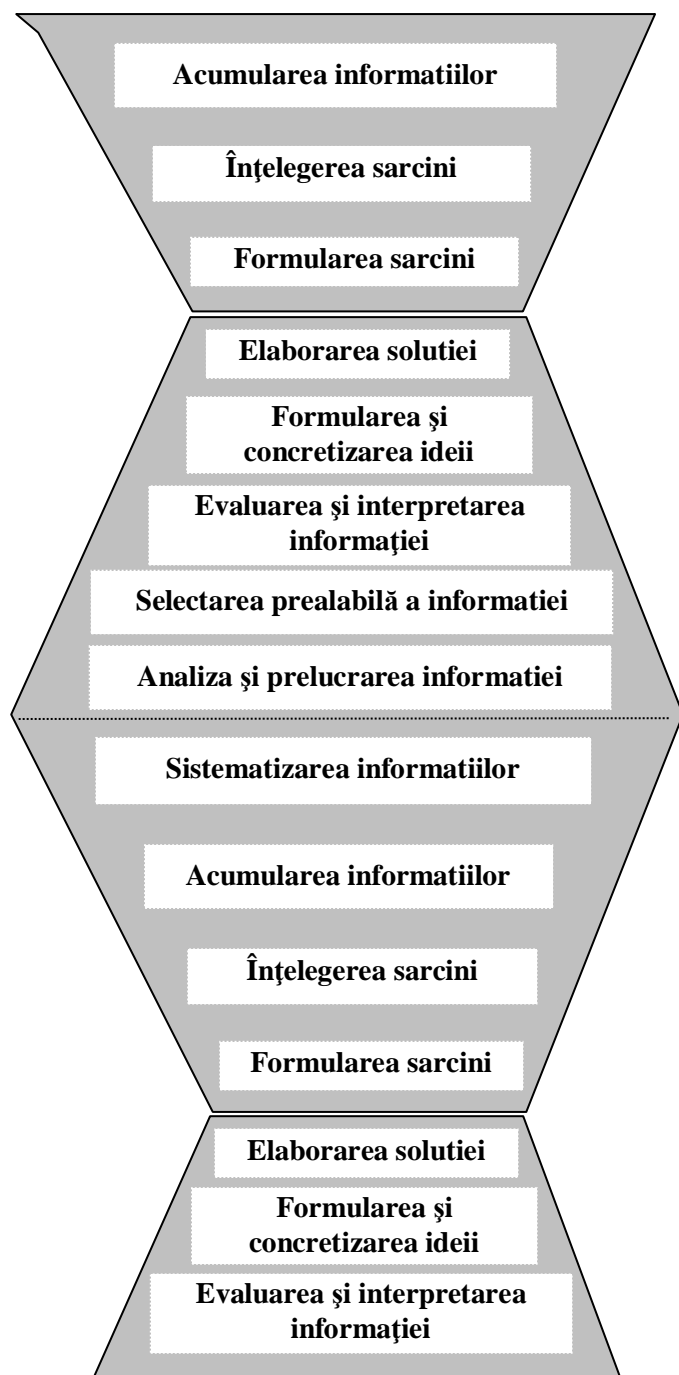 Acumularea informatiilor
Înţelegerea sarcini
Formularea sarcini
Elaborarea solutiei
Formularea şi
concretizarea ideii
Evaluarea şi interpretarea
informaţiei
Selectarea prealabilă a informatiei
Analiza şi prelucrarea informatiei
Sistematizarea informatiilor
Acumularea informatiilor
Înţelegerea sarcini
Formularea sarcini
Elaborarea solutiei
Formularea şi
concretizarea ideii
Evaluarea şi interpretarea
informaţiei